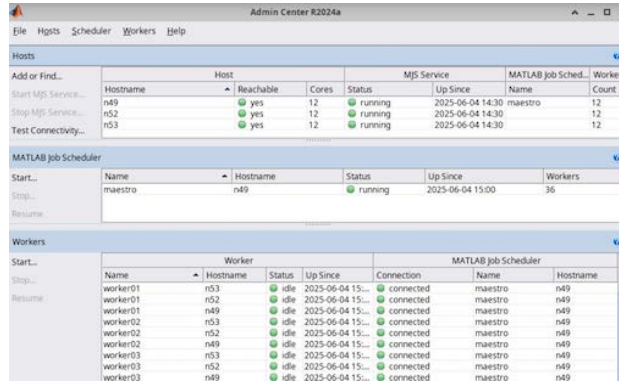 Admin Center R2024a
File Hosts Scheduler Workers Help
Hosts
Add or Find...
Start MJS Service...
Stop MJS Service...
Test Connectivity...
Host MJS Service MATLAB Job Sched... Worke
Hostname Reachable Cores Status Up Since Name Count
n49 yes 12 running 2025-06-04 14:30 maestro 12
n52 yes 12 running 2025-06-04 14:30 12
n53 yes 12 running 2025-06-04 14:30 12
MATLAB Job Scheduler
Start...
Stop...
Resume
Name Hostname Status Up Since Workers
maestro n49 running 2025-06-04 15:00 36
Workers
Start...
Stop...
Resume
Worker MATLAB Job Scheduler
Name Hostname Status Up Since Connection Name Hostname
worker01 n53 idle 2025-06-04 15:... connected maestro n49
worker01 n52 idle 2025-06-04 15:... connected maestro n49
worker01 n49 idle 2025-06-04 15:... connected maestro n49
worker02 n53 idle 2025-06-04 15:... connected maestro n49
worker02 n52 idle 2025-06-04 15:... connected maestro n49
worker02 n49 idle 2025-06-04 15:... connected maestro n49
worker03 n53 idle 2025-06-04 15:... connected maestro n49
worker03 n52 idle 2025-06-04 15:... connected maestro n49
worker03 n49 idle 2025-06-04 15:... connected maestro n49